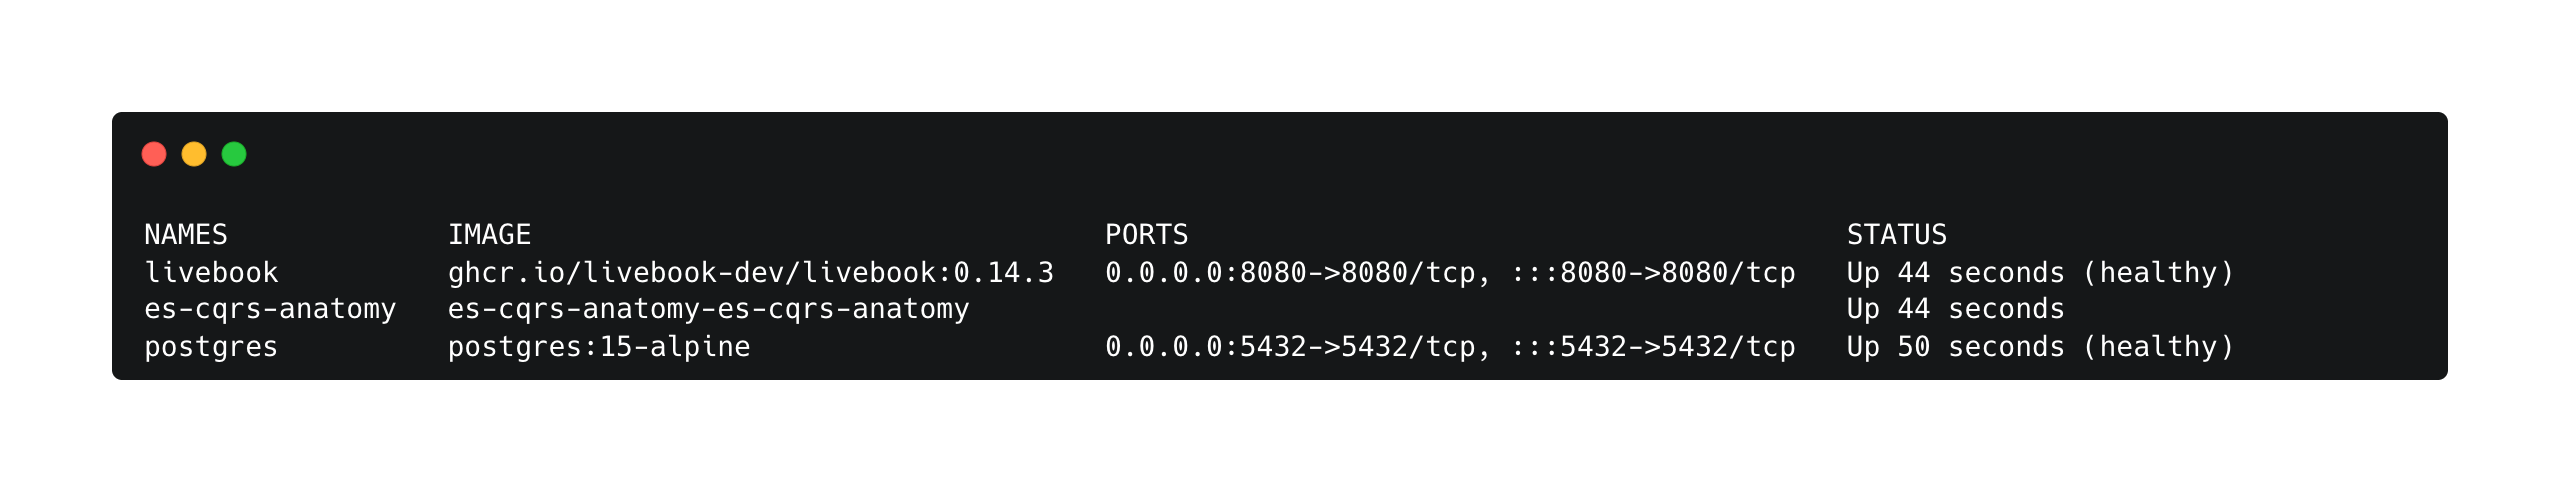 NAMES IMAGE PORTS STATUS
livebook ghcr.io/livebook-dev/livebook:0.14.3 0.0.0.0:8080->8080/tcp, :::8080->8080/tcp Up 44 seconds (healthy)
es-cqrs-anatomy es-cqrs-anatomy-es-cqrs-anatomy Up 44 seconds
postgres postgres:15-alpine 0.0.0.0:5432->5432/tcp, :::5432->5432/tcp Up 50 seconds (healthy)